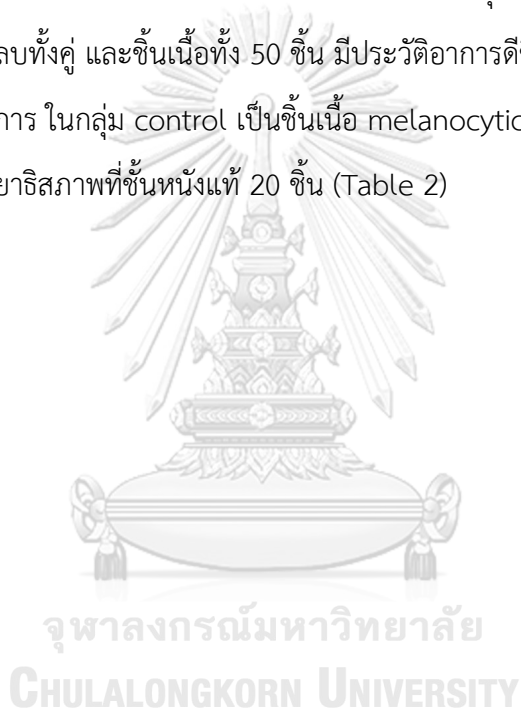 ลบทั้งคู่ และชิ้นเนื้อทั้ง 50 ชิ้น มีประวัติอาการดี
การ ในกลุ่ม control เป็นชิ้นเนื้อ melanocytic
ยาธิสภาพที่ชั้นหนังแท้ 20 ชิ้น (Table 2)
จุฬาลงกรณ์มหาวิทยาลัย
CHULALONGKORN UNIVERSITY